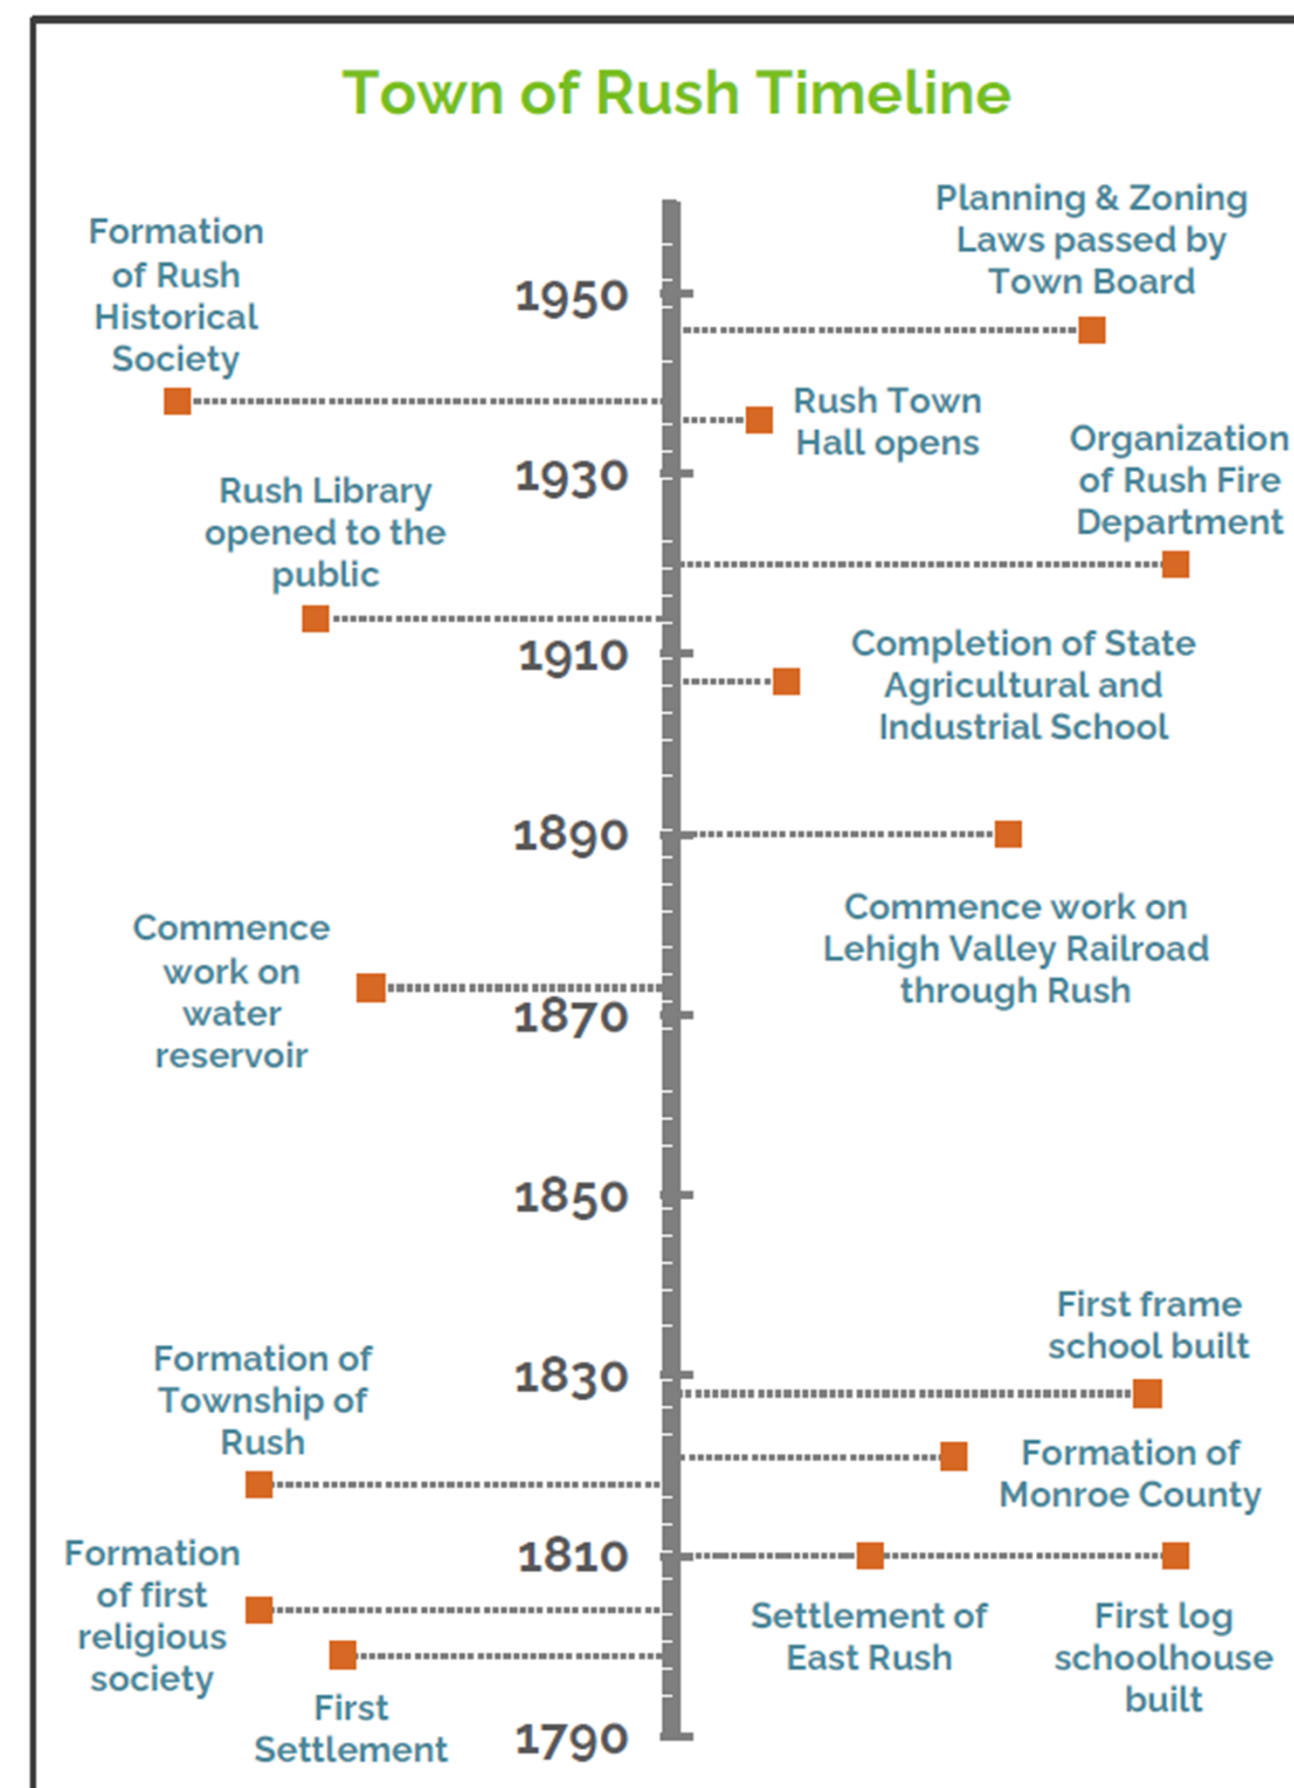 Town of Rush Timeline
Planning & Zoning
Laws passed by
Town Board
Formation
of Rush
Historical
Society
1950
Rush Town
Hall opens
Organization
of Rush Fire
Department
1930
Rush Library
opened to the
public
1910
Completion of State
Agricultural and
Industrial School
1890
Commence work on
Lehigh Valley Railroad
through Rush
Commence
work on
water
reservoir
1870
1850
First frame
school built
1830
Formation of
Township of
Rush
Formation of
Monroe County
1810
Formation
of first
religious
society
Settlement of
East Rush
First log
schoolhouse
built
First
Settlement
1790